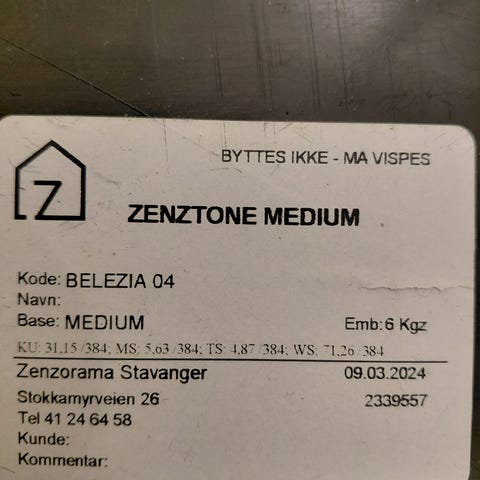 BYTTES IKKE - MA VISPES
Z
ZENZTONE MEDIUM
Kode: BELEZIA 04
Navn:
Base: MEDIUM Emb: 6 Kgz
KU: 31,15 /384; MS: 5,63 /384; TS: 4,87 /384; WS: 71,26 /384
Zenzorama Stavanger 09.03.2024
Stokkamyrveien 26 2339557
Tel 41 24 64 58
Kunde:
Kommentar: